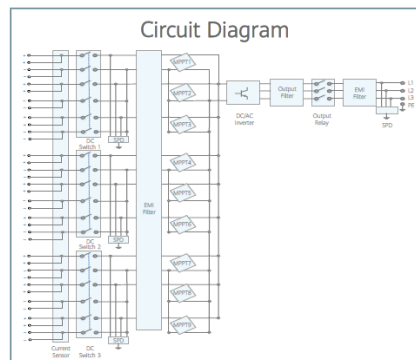 Circuit Diagram
MPPT1
MPPT2
MPPT3
SPD
DC
Switch 1
MPPT4
MPPT5
MPPT6
SPD
DC
Switch 2
MPPT7
MPPT8
MPPT9
SPD
Current
Sensor
DC
Switch 3
EMI
Filter
DC/AC
Inverter
Output
Filter
Output
Relay
EMI
Filter
SPD
L1
L2
L3
PE